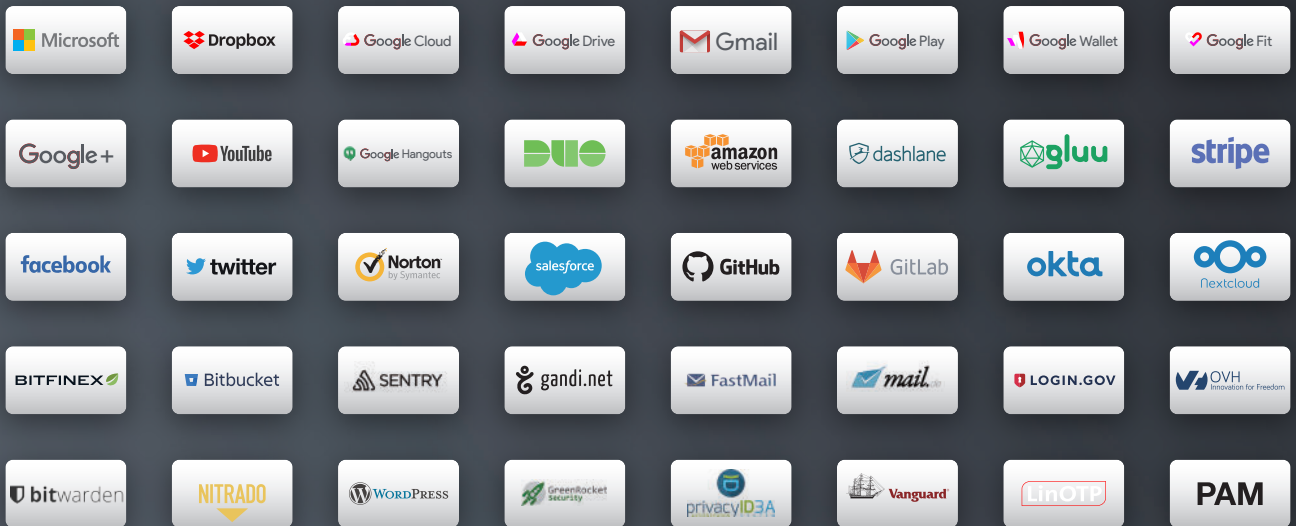 Microsoft
Dropbox
Google Cloud
Google Drive
Gmail
Google Play
Google Wallet
Google Fit
Google+
YouTube
Google Hangouts
DUO
amazon
web services
dashlane
gluu
stripe
facebook
twitter
Norton
by Symantec
salesforce
GitHub
GitLab
okta
Nextcloud
BITFINEX
Bitbucket
SENTRY
gandi.net
FastMail
mail.de
LOGIN.GOV
OVH
Innovation for Freedom
bitwarden
NITRADO
WORDPRESS
GreenRocket
Security
privacyID3A
Vanguard
LinOTP
PAM